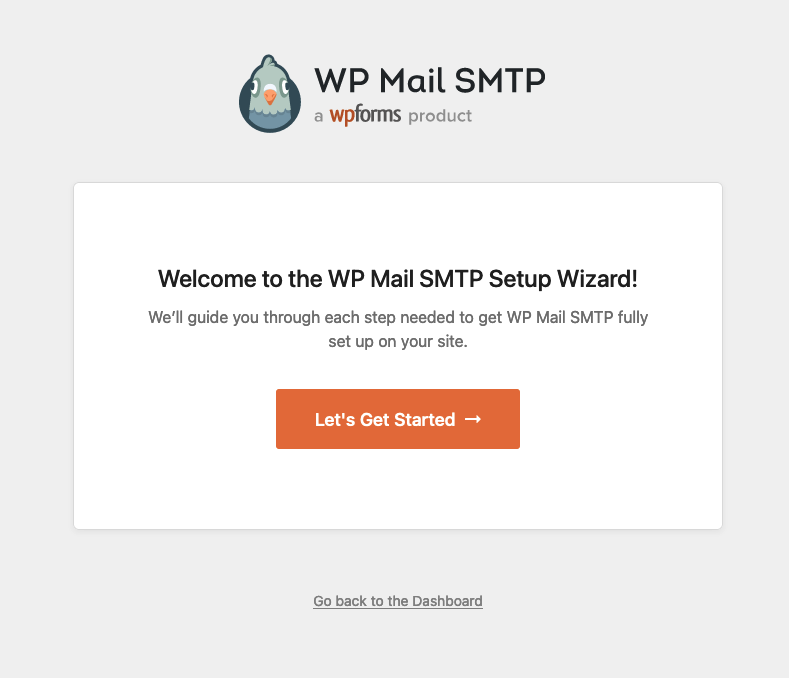 WP Mail SMTP
a wpforms product
Welcome to the WP Mail SMTP Setup Wizard!
We’ll guide you through each step needed to get WP Mail SMTP fully
set up on your site.
Let's Get Started →
Go back to the Dashboard